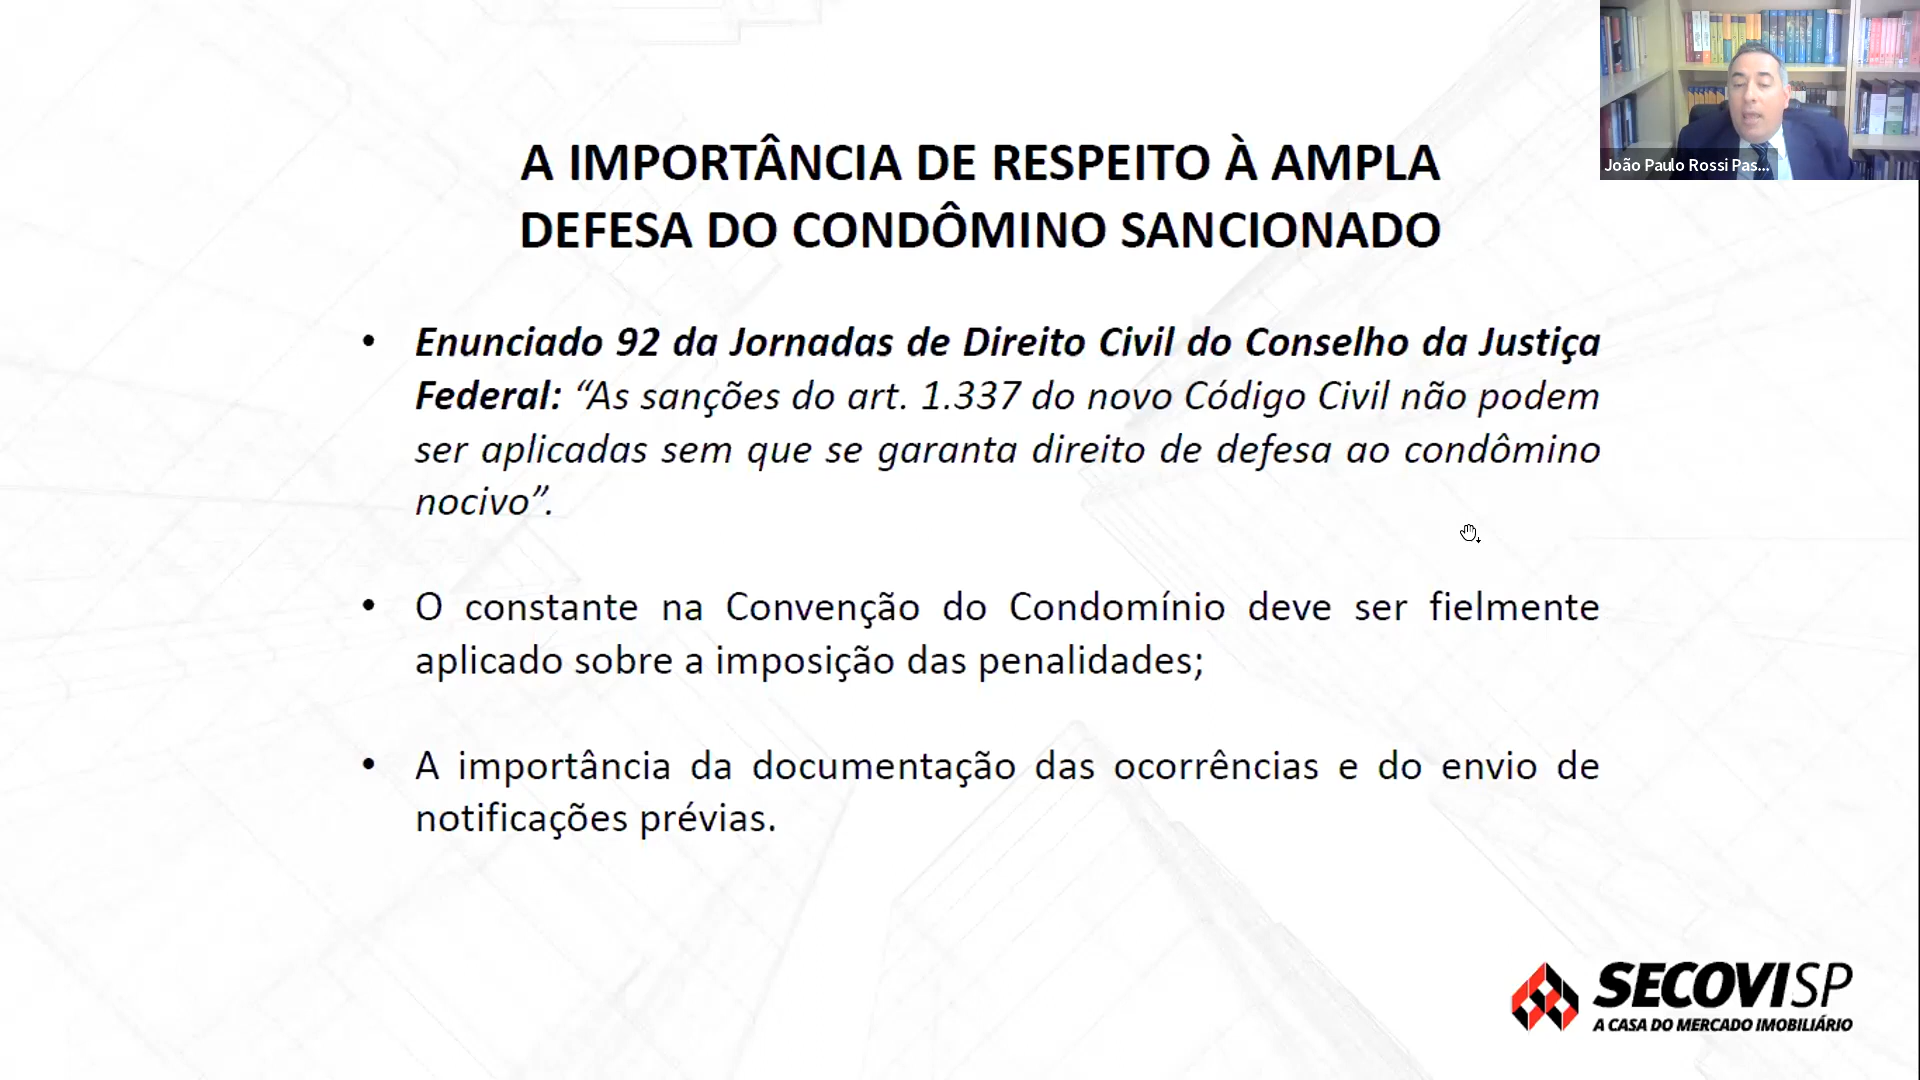 João Paulo Rossi Pas...
A IMPORTÂNCIA DE RESPEITO À AMPLA
DEFESA DO CONDÔMINO SANCIONADO
• Enunciado 92 da Jornadas de Direito Civil do Conselho da Justiça
Federal: “As sanções do art. 1.337 do novo Código Civil não podem
ser aplicadas sem que se garanta direito de defesa ao condômino
nocivo”.
• O constante na Convenção do Condomínio deve ser fielmente
aplicado sobre a imposição das penalidades;
• A importância da documentação das ocorrências e do envio de
notificações prévias.
SECOVISP
A CASA DO MERCADO IMOBILIÁRIO